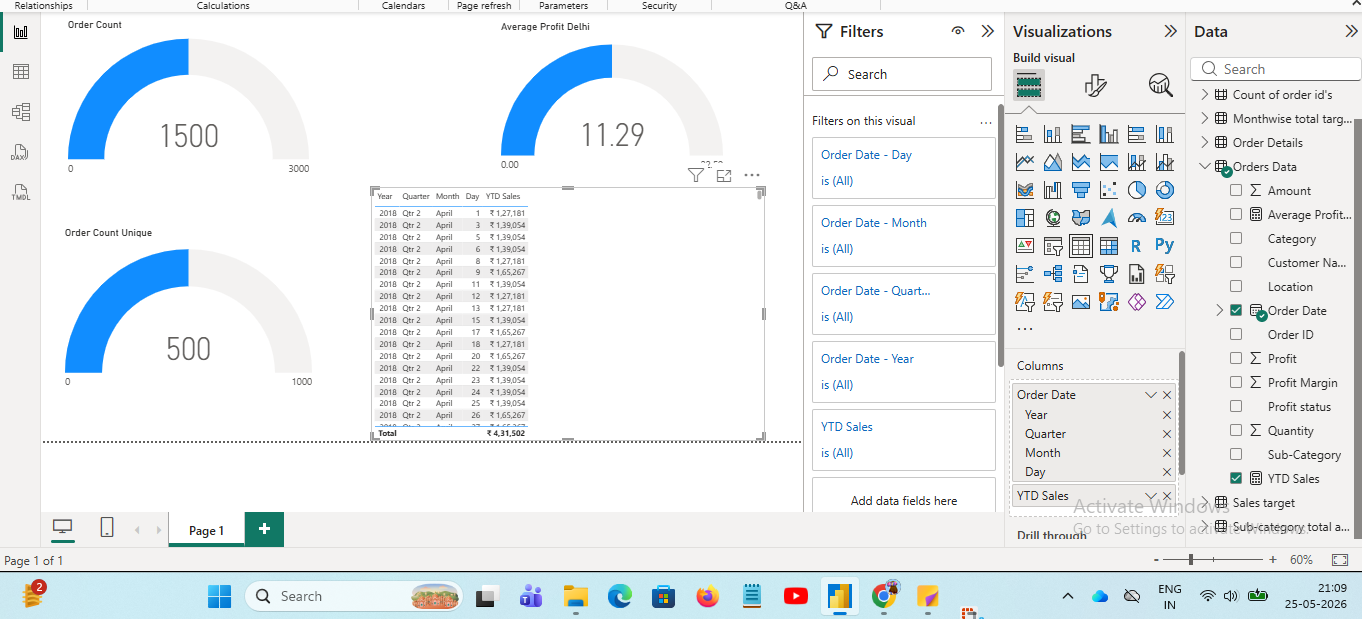 Relationships Calculations Calendars Page refresh Parameters Security Q&A
Order Count
1500
0 3000
Average Profit Delhi
11.29
0.00
Order Count Unique
500
0 1000
Year Quarter Month Day YTD Sales
2018 Qtr 2 April 1 ₹ 1,27,181
2018 Qtr 2 April 3 ₹ 1,39,054
2018 Qtr 2 April 5 ₹ 1,39,054
2018 Qtr 2 April 6 ₹ 1,39,054
2018 Qtr 2 April 8 ₹ 1,27,181
2018 Qtr 2 April 9 ₹ 1,65,267
2018 Qtr 2 April 11 ₹ 1,39,054
2018 Qtr 2 April 12 ₹ 1,27,181
2018 Qtr 2 April 13 ₹ 1,27,181
2018 Qtr 2 April 15 ₹ 1,39,054
2018 Qtr 2 April 17 ₹ 1,65,267
2018 Qtr 2 April 18 ₹ 1,27,181
2018 Qtr 2 April 20 ₹ 1,65,267
2018 Qtr 2 April 22 ₹ 1,39,054
2018 Qtr 2 April 23 ₹ 1,39,054
2018 Qtr 2 April 24 ₹ 1,39,054
2018 Qtr 2 April 25 ₹ 1,39,054
2018 Qtr 2 April 26 ₹ 1,65,267
Total ₹ 4,31,502
DAX
TMDL
Filters
Search
Filters on this visual ...
Order Date - Day
is (All)
Order Date - Month
is (All)
Order Date - Quart...
is (All)
Order Date - Year
is (All)
YTD Sales
is (All)
Add data fields here
Visualizations
Build visual
123
R Py
...
Columns
Order Date
Year
Quarter
Month
Day
YTD Sales
Drill through
Data
Search
Count of order id's
Monthwise total targ...
Order Details
Orders Data
Amount
Average Profit...
Category
Customer Na...
Location
Order Date
Order ID
Profit
Profit Margin
Profit status
Quantity
Sub-Category
YTD Sales
Sales target
Sub-category total a...
Activate Windows
Go to Settings to activate Windows.
Page 1
Page 1 of 1
- + 60%
2
Search
ENG
IN
21:09
25-05-2026